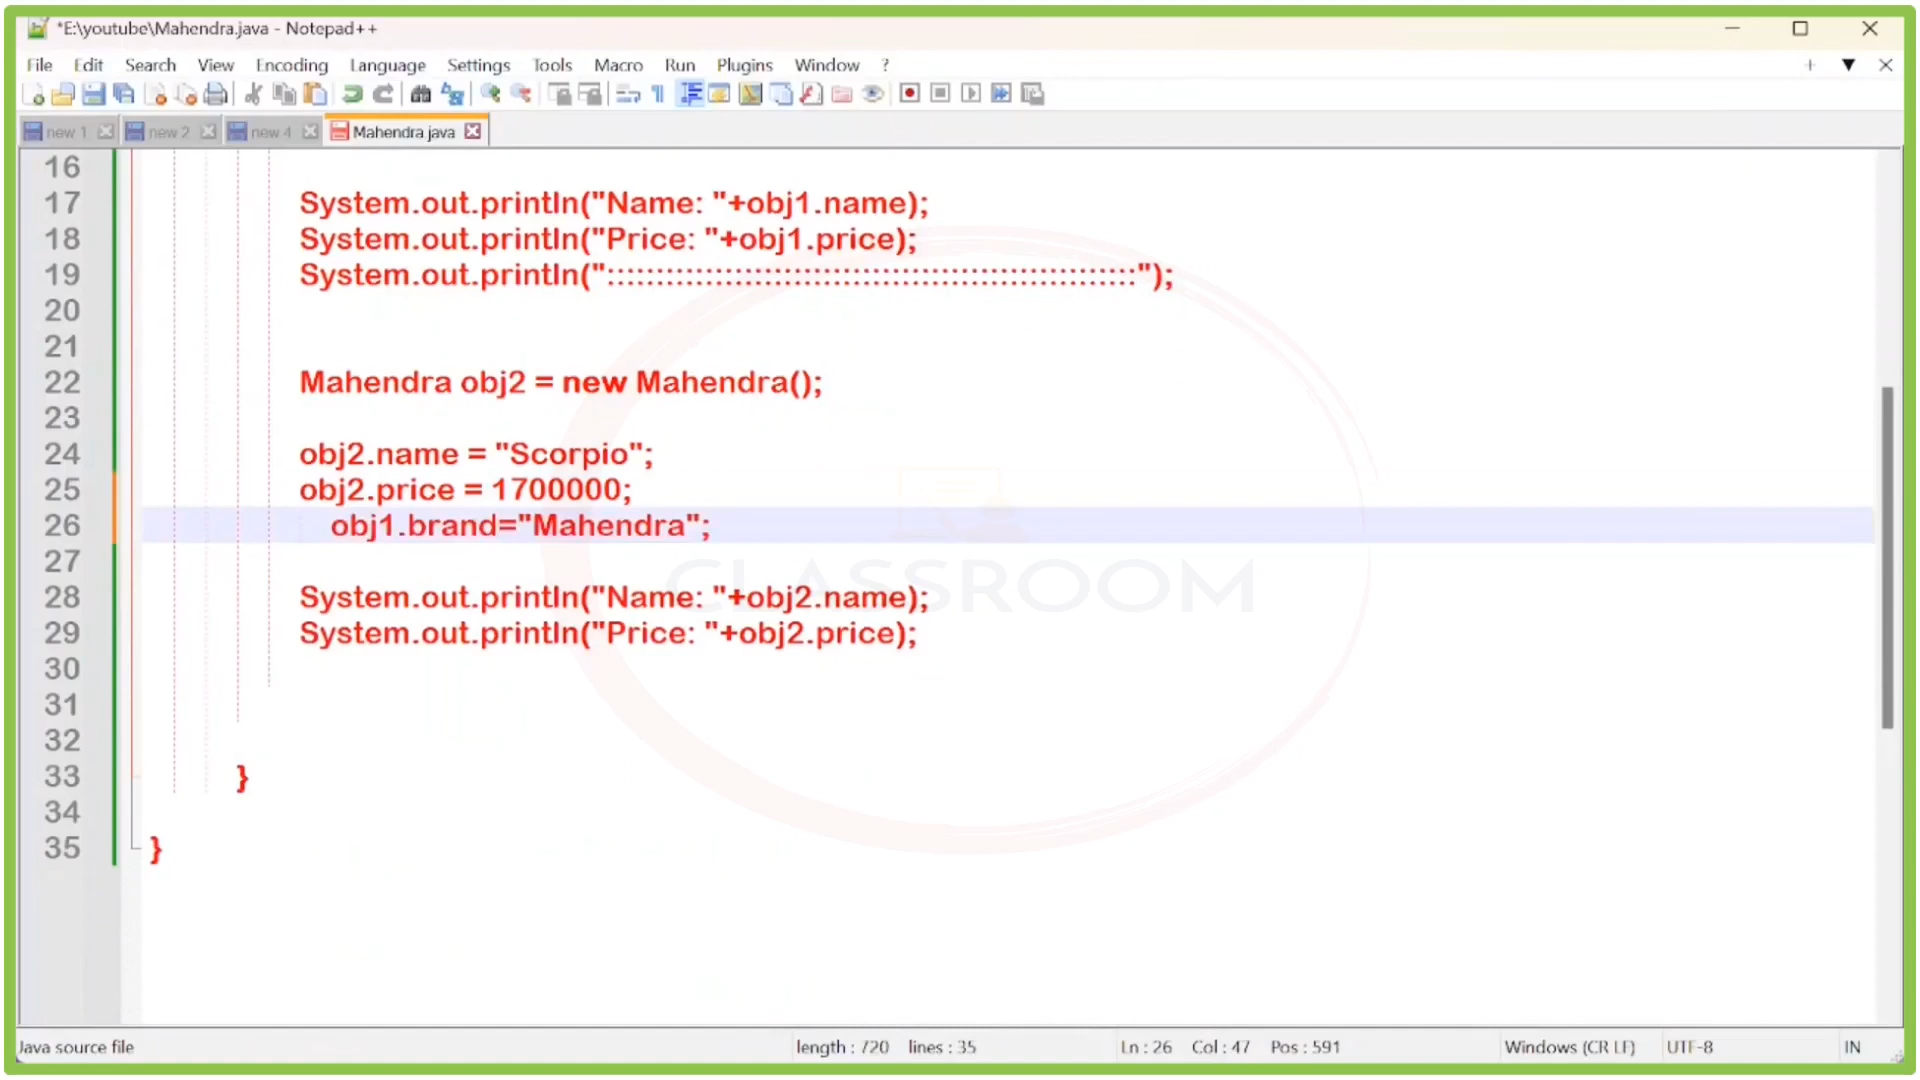 *E:\youtube\Mahendra.java - Notepad++
File Edit Search View Encoding Language Settings Tools Macro Run Plugins Window ?
new 1 new 2 new 4 Mahendra java
16
17 System.out.println("Name: "+obj1.name);
18 System.out.println("Price: "+obj1.price);
19 System.out.println("::::::::::::::::::::::::::::::::::::::::::::::::::::::");
20
21
22 Mahendra obj2 = new Mahendra();
23
24 obj2.name = "Scorpio";
25 obj2.price = 1700000;
26 obj1.brand="Mahendra";
27
CLASSROOM
28 System.out.println("Name: "+obj2.name);
29 System.out.println("Price: "+obj2.price);
30
31
32
33 }
34
35 }
Java source file length : 720 lines : 35 Ln : 26 Col : 47 Pos : 591 Windows (CR LF) UTF-8 IN